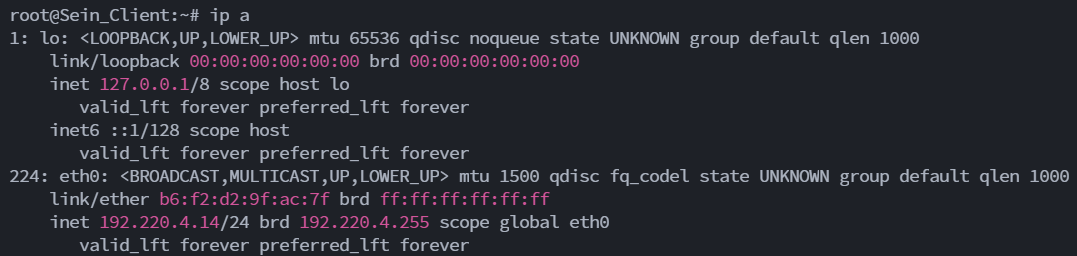 root@Sein_Client:~# ip a
1: lo: <LOOPBACK,UP,LOWER_UP> mtu 65536 qdisc noqueue state UNKNOWN group default qlen 1000
    link/loopback 00:00:00:00:00:00 brd 00:00:00:00:00:00
    inet 127.0.0.1/8 scope host lo
       valid_lft forever preferred_lft forever
    inet6 ::1/128 scope host
       valid_lft forever preferred_lft forever
224: eth0: <BROADCAST,MULTICAST,UP,LOWER_UP> mtu 1500 qdisc fq_codel state UNKNOWN group default qlen 1000
    link/ether b6:f2:d2:9f:ac:7f brd ff:ff:ff:ff:ff:ff
    inet 192.220.4.14/24 brd 192.220.4.255 scope global eth0
       valid_lft forever preferred_lft forever